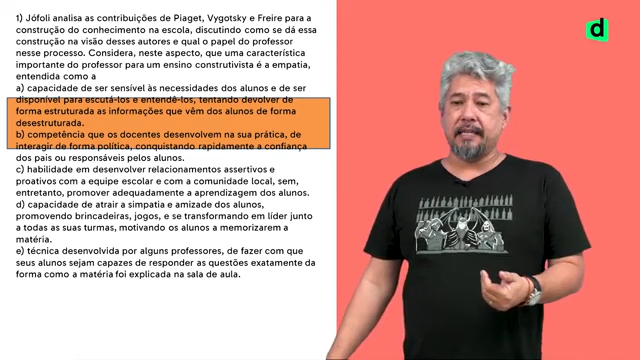 1) Jófoli analisa as contribuições de Piaget, Vygotsky e Freire para a
construção do conhecimento na escola, discutindo como se dá essa
construção na visão desses autores e qual o papel do professor
nesse processo. Considera, neste aspecto, que uma característica
importante do professor para um ensino construtivista é a empatia,
entendida como a
a) capacidade de ser sensível às necessidades dos alunos e de ser
disponível para escutá-los e entendê-los, tentando devolver de
forma estruturada as informações que vêm dos alunos de forma
desestruturada.
b) competência que os docentes desenvolvem na sua prática, de
interagir de forma política, conquistando rapidamente a confiança
dos pais ou responsáveis pelos alunos.
c) habilidade em desenvolver relacionamentos assertivos e
proativos com a equipe escolar e com a comunidade local, sem,
entretanto, promover adequadamente a aprendizagem dos alunos.
d) capacidade de atrair a simpatia e amizade dos alunos,
promovendo brincadeiras, jogos, e se transformando em líder junto
a todas as suas turmas, motivando os alunos a memorizarem a
matéria.
e) técnica desenvolvida por alguns professores, de fazer com que
seus alunos sejam capazes de responder as questões exatamente da
forma como a matéria foi explicada na sala de aula.
d